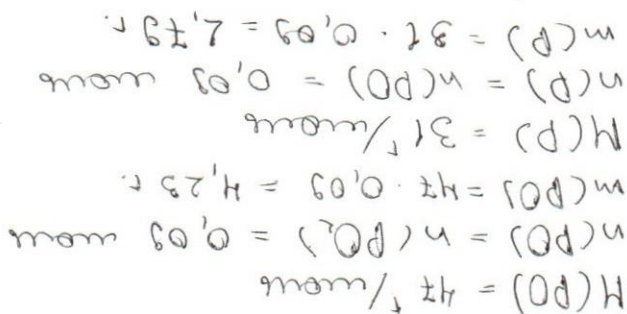 M(PO) = 47 г/моль
n(PO) = n(PO₂) = 0,09 моль
m(PO) = 47 · 0,09 = 4,23 г.
M(P) = 31 г/моль
n(P) = n(PO) = 0,09 моль
m(P) = 31 · 0,09 = 2,79 г.